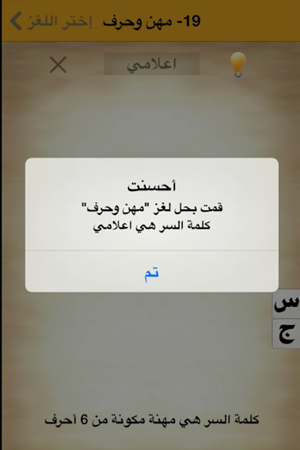 19- مهن وحرف
إختر اللغز
اعلامي
أحسنت
قمت بحل لغز "مهن وحرف"
كلمة السر هي اعلامي
تم
س
ج
كلمة السر هي مهنة مكونة من 6 أحرف